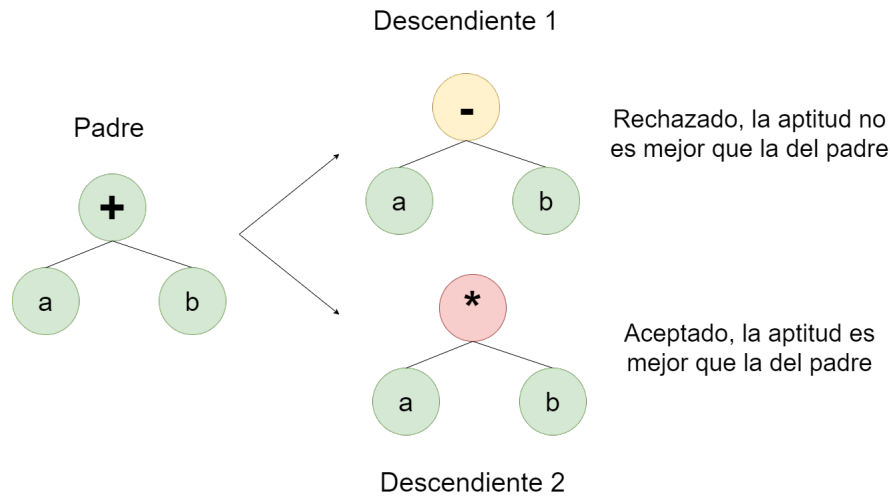 Descendiente 1
Padre
+
a
b
-
a
b
Rechazado, la aptitud no
es mejor que la del padre
*
a
b
Aceptado, la aptitud es
mejor que la del padre
Descendiente 2